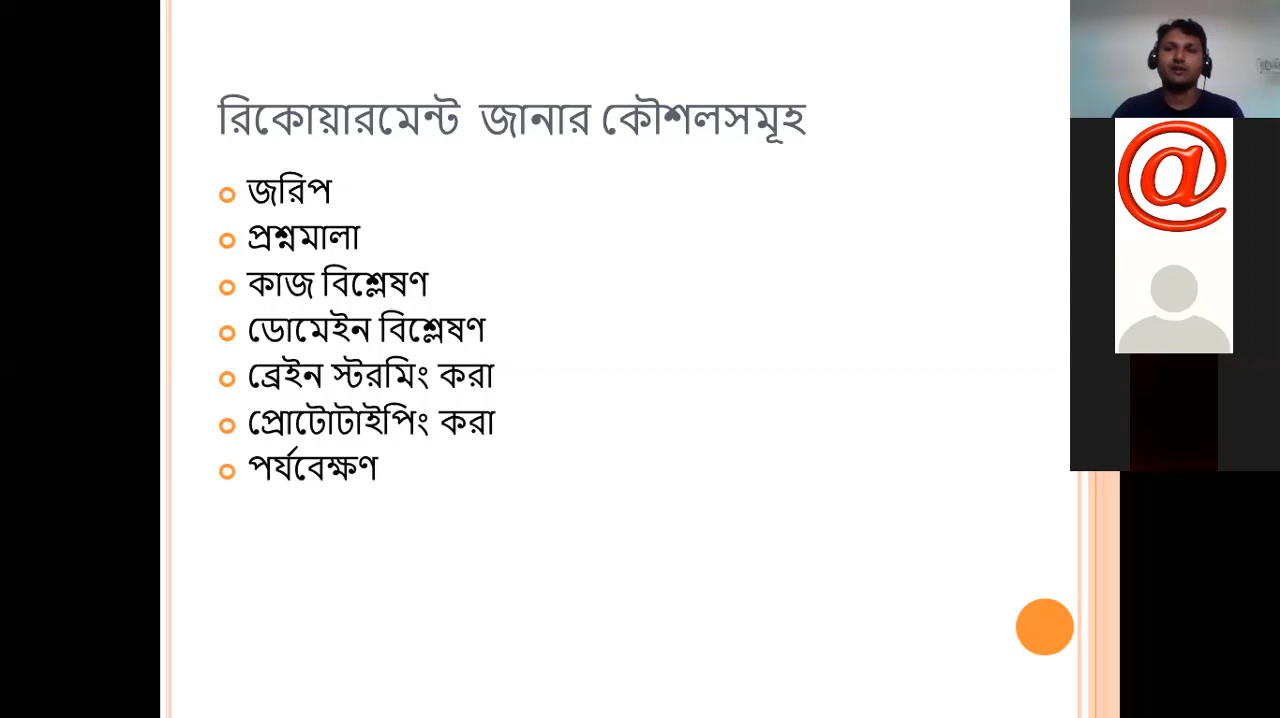 রিকোয়ারমেন্ট জানার কৌশলসমূহ
জরিপ
প্রশ্নমালা
কাজ বিশ্লেষণ
ডোমেইন বিশ্লেষণ
ব্রেইন স্টরমিং করা
প্রোটোটাইপিং করা
পর্যবেক্ষণ
@